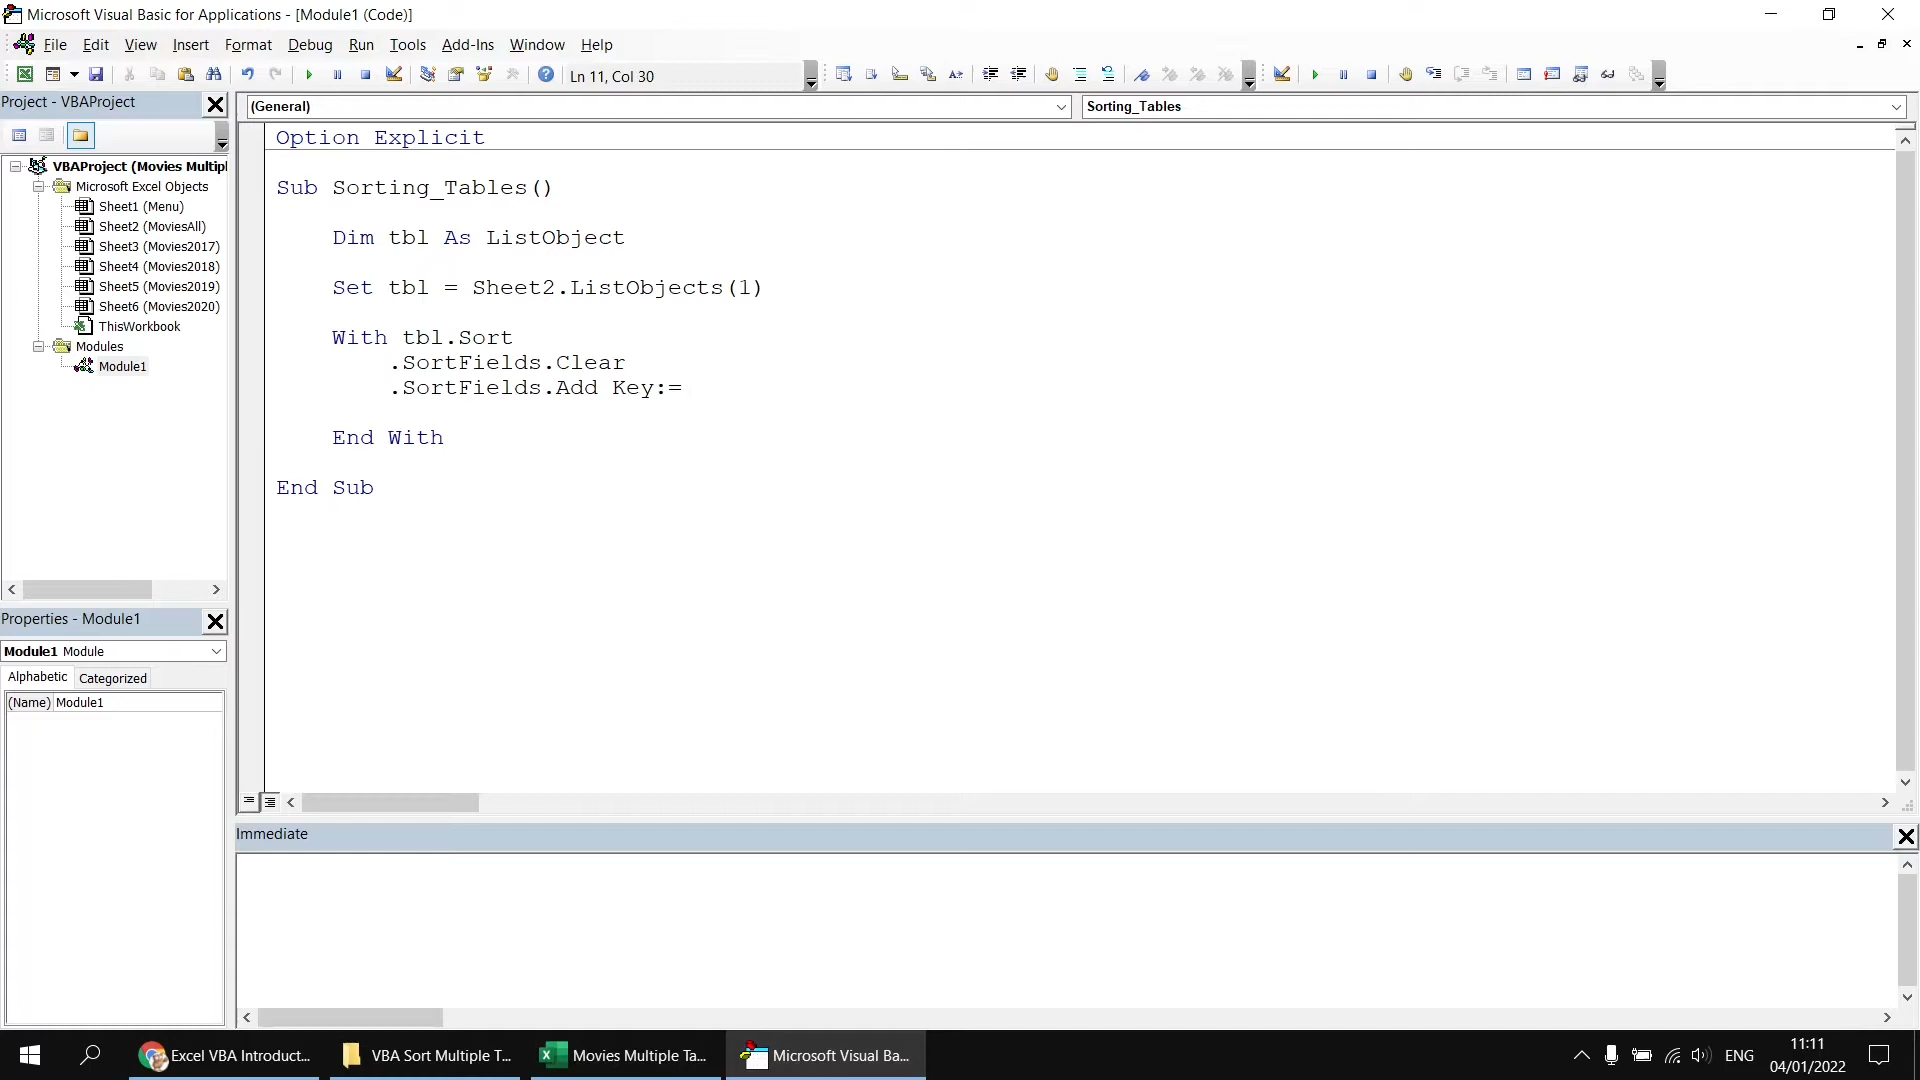 Microsoft Visual Basic for Applications - [Module1 (Code)]
File Edit View Insert Format Debug Run Tools Add-Ins Window Help
Ln 11, Col 30
Project - VBAProject
(General)
Sorting_Tables
VBAProject (Movies Multipl
Microsoft Excel Objects
Sheet1 (Menu)
Sheet2 (MoviesAll)
Sheet3 (Movies2017)
Sheet4 (Movies2018)
Sheet5 (Movies2019)
Sheet6 (Movies2020)
ThisWorkbook
Modules
Module1
Properties - Module1
Module1 Module
Alphabetic Categorized
(Name) Module1
Option Explicit
Sub Sorting_Tables()
Dim tbl As ListObject
Set tbl = Sheet2.ListObjects(1)
With tbl.Sort
.SortFields.Clear
.SortFields.Add Key:=
End With
End Sub
Immediate
Excel VBA Introduct...
VBA Sort Multiple T...
Movies Multiple Ta...
Microsoft Visual Ba...
ENG
11:11
04/01/2022